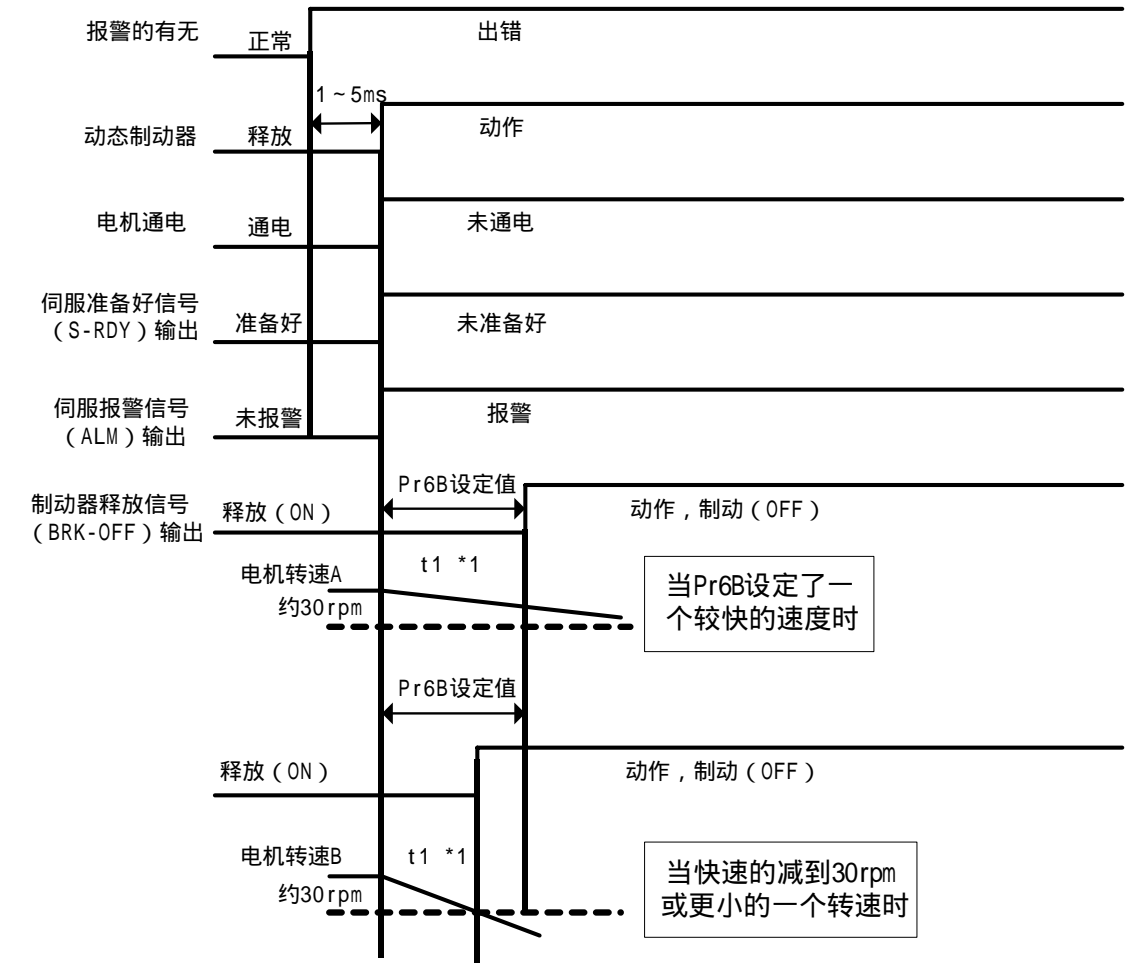 报警的有无
正常
出错
1~5ms
动态制动器
释放
动作
电机通电
通电
未通电
伺服准备好信号
(S-RDY)输出
准备好
未准备好
伺服报警信号
(ALM)输出
未报警
报警
制动器释放信号
(BRK-OFF)输出
释放(ON)
Pr6B设定值
动作,制动(OFF)
电机转速A
约30rpm
t1 *1
当Pr6B设定了一
个较快的速度时
Pr6B设定值
释放(ON)
动作,制动(OFF)
电机转速B
约30rpm
t1 *1
当快速的减到30rpm
或更小的一个转速时